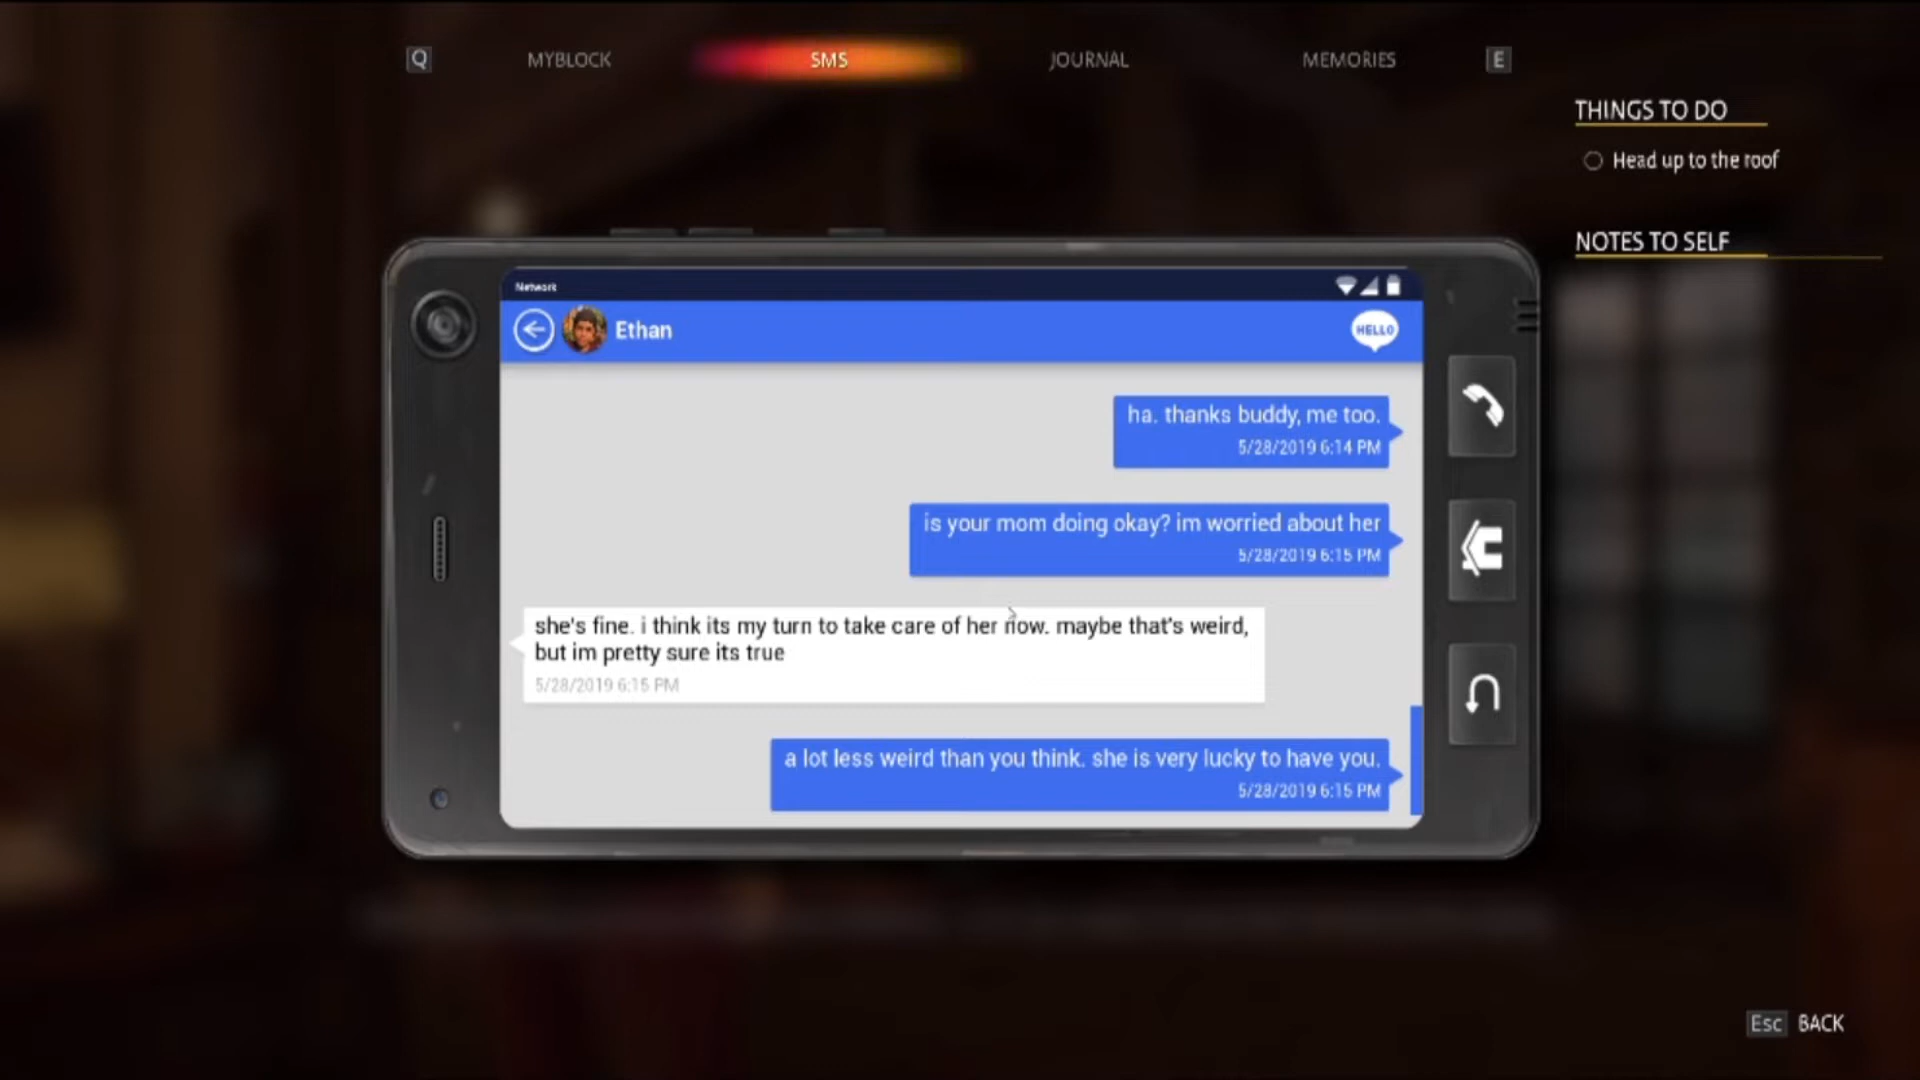 Q
MYBLOCK
SMS
JOURNAL
MEMORIES
E
THINGS TO DO
Head up to the roof
NOTES TO SELF
Network
Ethan
HELLO
ha. thanks buddy, me too.
5/28/2019 6:14 PM
is your mom doing okay? im worried about her
5/28/2019 6:15 PM
she's fine. i think its my turn to take care of her now. maybe that's weird,
but im pretty sure its true
5/28/2019 6:15 PM
a lot less weird than you think. she is very lucky to have you.
5/28/2019 6:15 PM
Esc BACK